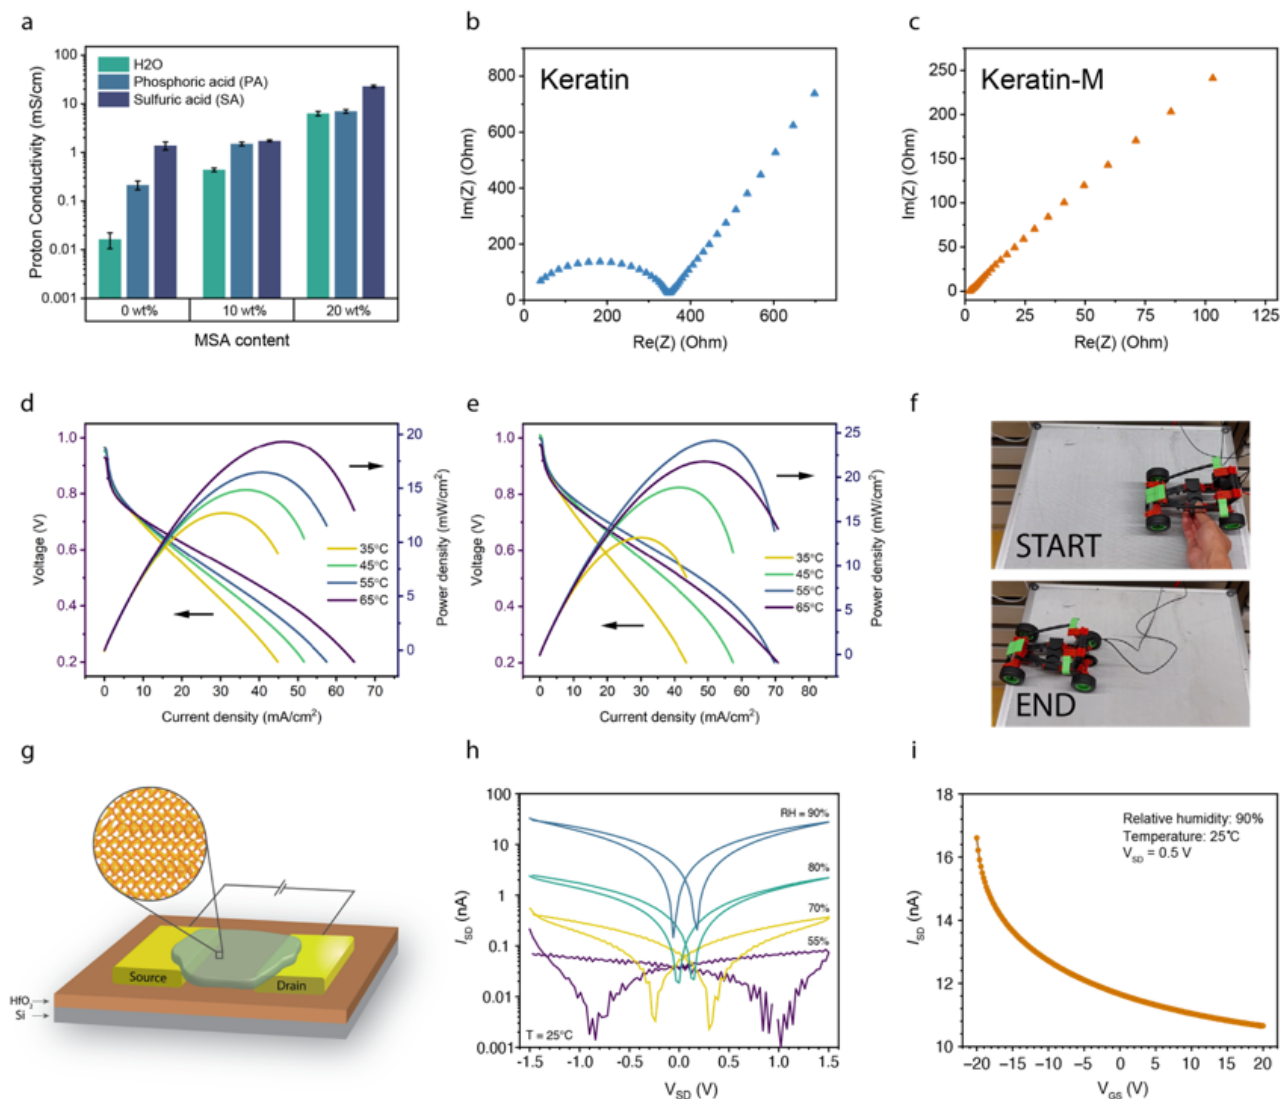 a
100
10
1
0.1
0.01
0.001
Proton Conductivity (mS/cm)
H2O
Phosphoric acid (PA)
Sulfuric acid (SA)
0 wt%
10 wt%
20 wt%
MSA content
b
Keratin
800
600
400
200
0
Im(Z) (Ohm)
0
200
400
600
Re(Z) (Ohm)
c
Keratin-M
250
200
150
100
50
0
Im(Z) (Ohm)
0
25
50
75
100
125
Re(Z) (Ohm)
d
1.0
0.8
0.6
0.4
0.2
Voltage (V)
35°C
45°C
55°C
65°C
20
15
10
5
0
Power density (mW/cm²)
0
10
20
30
40
50
60
70
Current density (mA/cm²)
e
1.0
0.8
0.6
0.4
0.2
Voltage (V)
35°C
45°C
55°C
65°C
25
20
15
10
5
0
Power density (mW/cm²)
0
10
20
30
40
50
60
70
80
Current density (mA/cm²)
f
START
END
g
Source
Drain
HfO₂
Si
h
100
10
1
0.1
0.01
0.001
I_SD (nA)
RH = 90%
80%
70%
55%
T = 25°C
-1.5
-1.0
-0.5
0.0
0.5
1.0
1.5
V_SD (V)
i
18
16
14
12
10
I_SD (nA)
Relative humidity: 90%
Temperature: 25°C
V_SD = 0.5 V
-20
-15
-10
-5
0
5
10
15
20
V_GS (V)